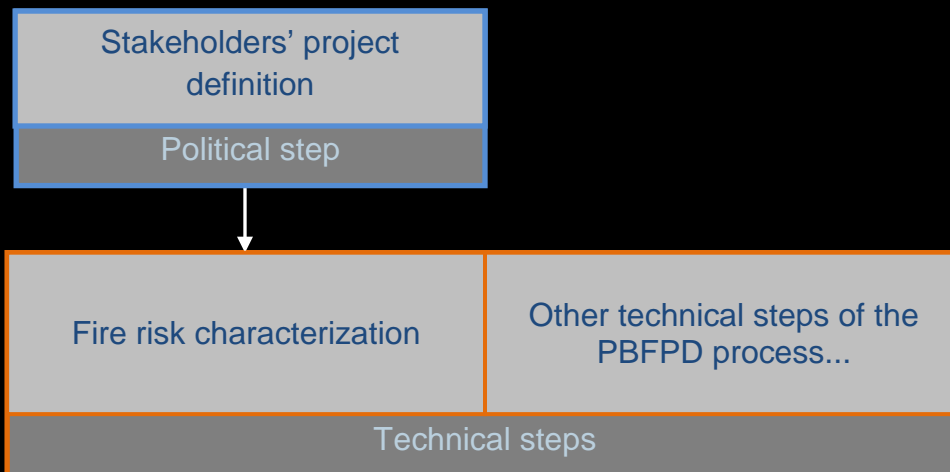 Stakeholders’ project
definition
Political step
Fire risk characterization
Other technical steps of the
PBFPD process...
Technical steps